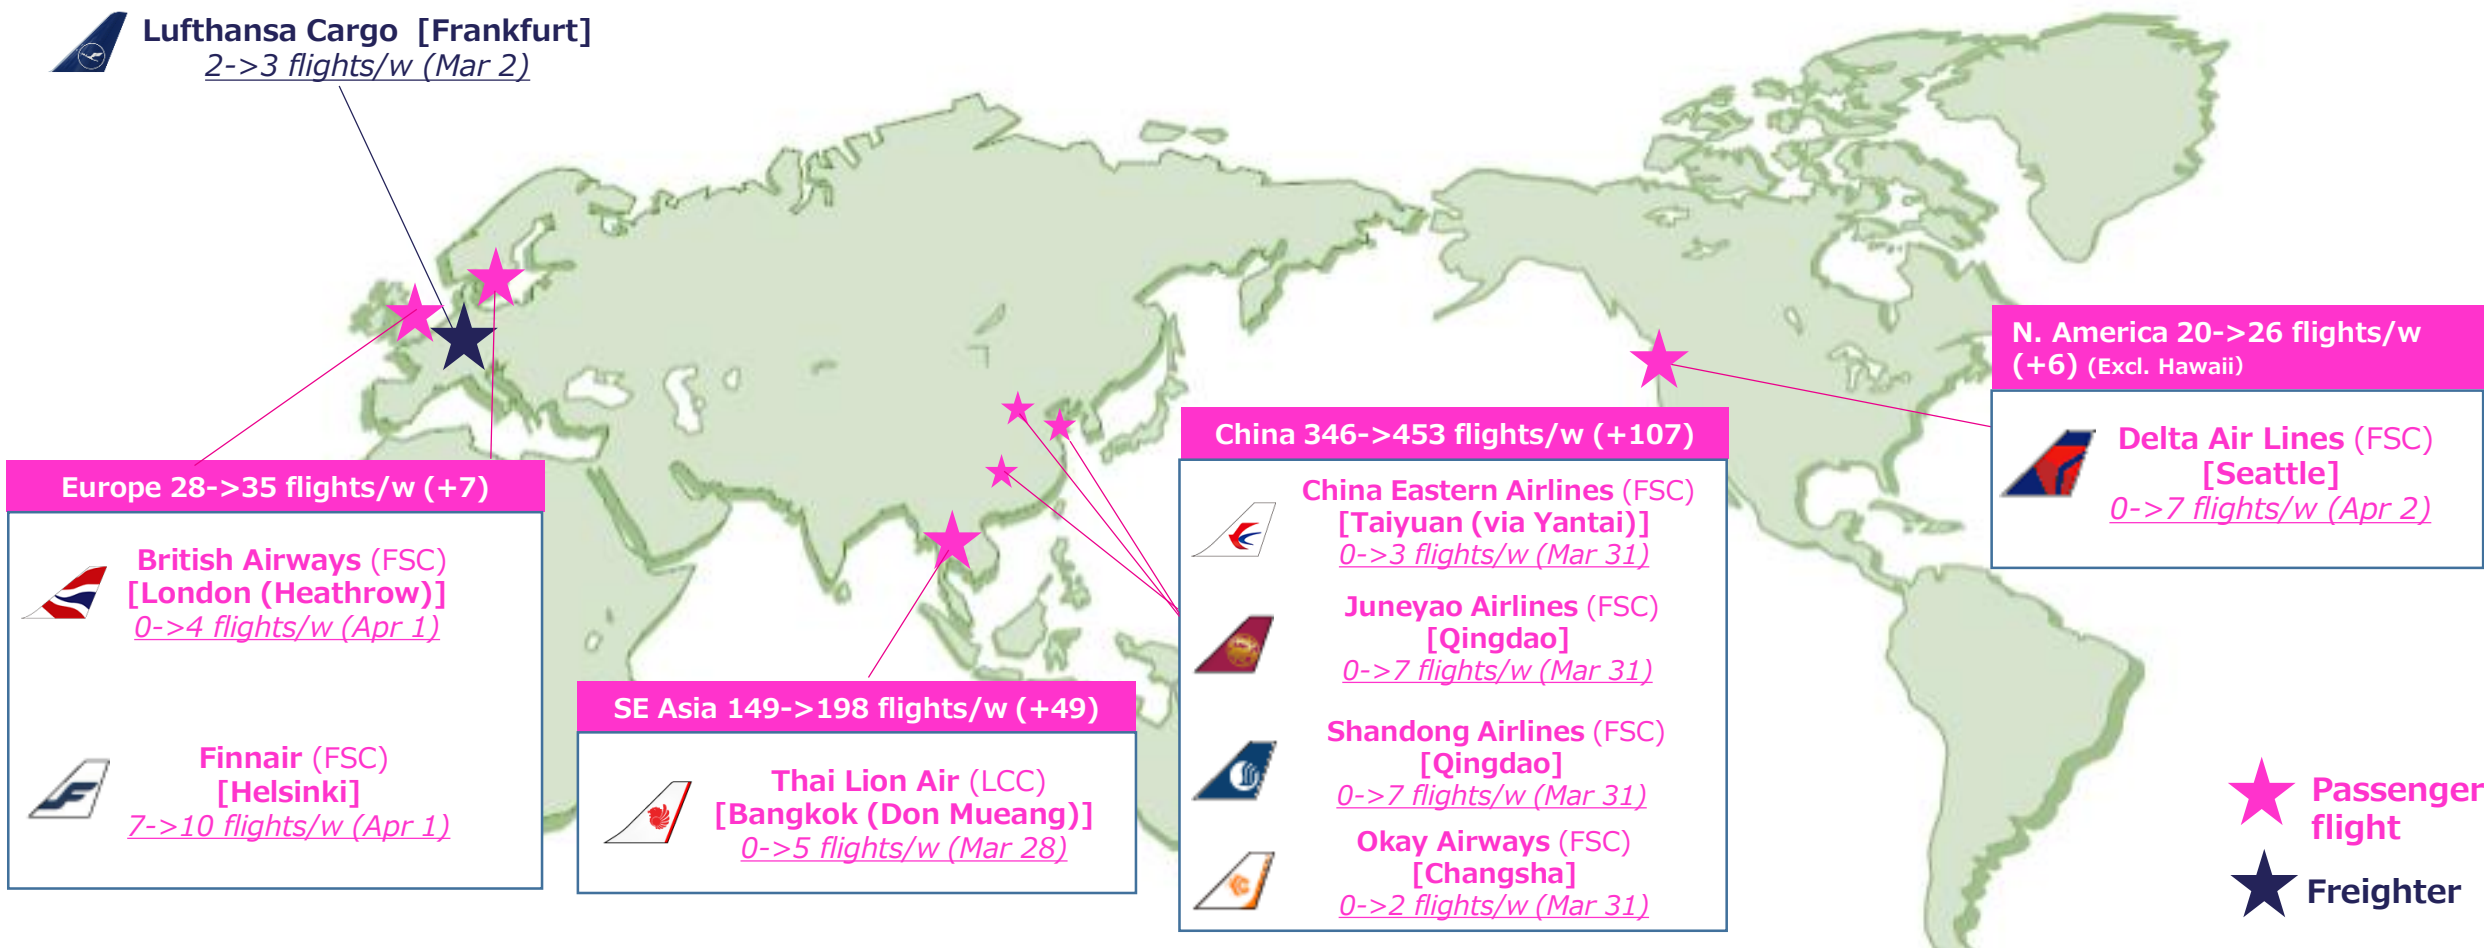 Lufthansa Cargo [Frankfurt]
2->3 flights/w (Mar 2)
Europe 28->35 flights/w (+7)
British Airways (FSC)
[London (Heathrow)]
0->4 flights/w (Apr 1)
Finnair (FSC)
[Helsinki]
7->10 flights/w (Apr 1)
SE Asia 149->198 flights/w (+49)
Thai Lion Air (LCC)
[Bangkok (Don Mueang)]
0->5 flights/w (Mar 28)
China 346->453 flights/w (+107)
China Eastern Airlines (FSC)
[Taiyuan (via Yantai)]
0->3 flights/w (Mar 31)
Juneyao Airlines (FSC)
[Qingdao]
0->7 flights/w (Mar 31)
Shandong Airlines (FSC)
[Qingdao]
0->7 flights/w (Mar 31)
Okay Airways (FSC)
[Changsha]
0->2 flights/w (Mar 31)
N. America 20->26 flights/w
(+6) (Excl. Hawaii)
Delta Air Lines (FSC)
[Seattle]
0->7 flights/w (Apr 2)
Passenger
flight
Freighter